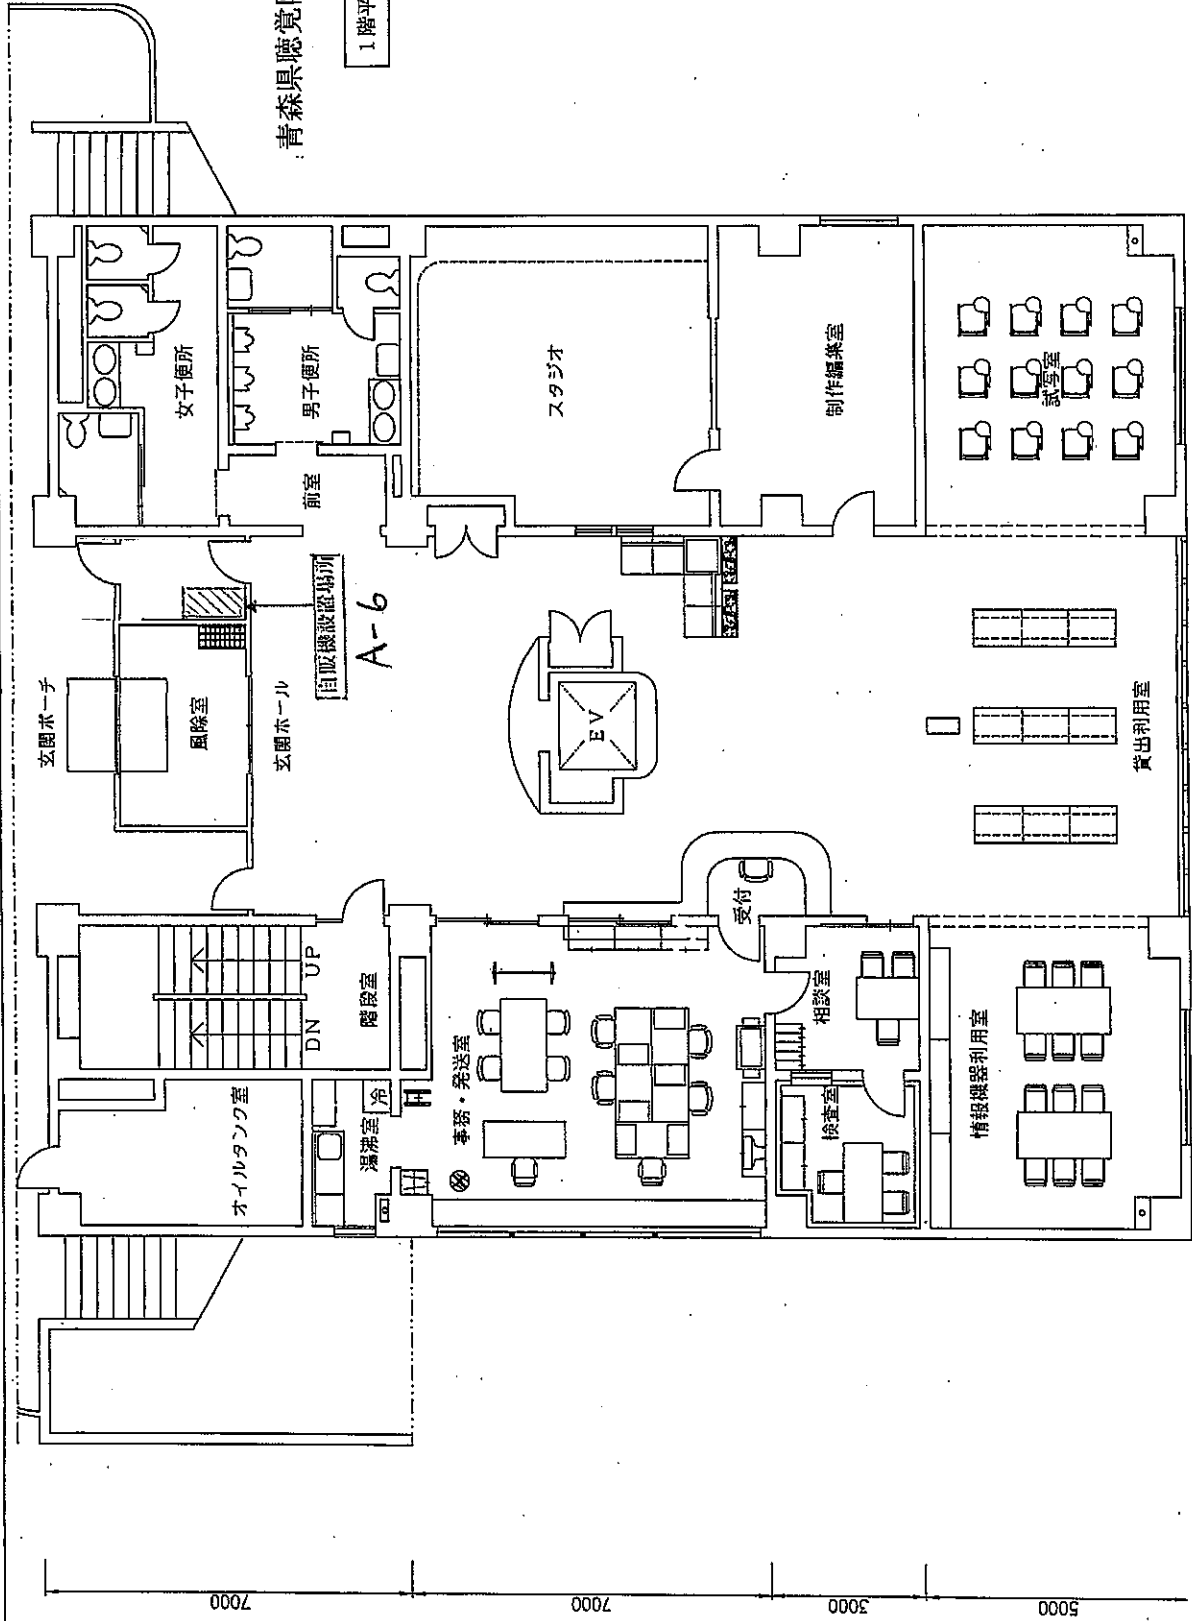 青森県聴覚
1階平
玄関ポーチ
風除室
玄関ホール
自販機設置場所
A-6
女子便所
男子便所
前室
スタジオ
制作編集室
試写室
EV
貸出利用室
受付
UP
DN
階段室
オイルタンク室
湯沸室
冷
事務・発送室
相談室
検査室
情報機器利用室
7000
7000
3000
5000